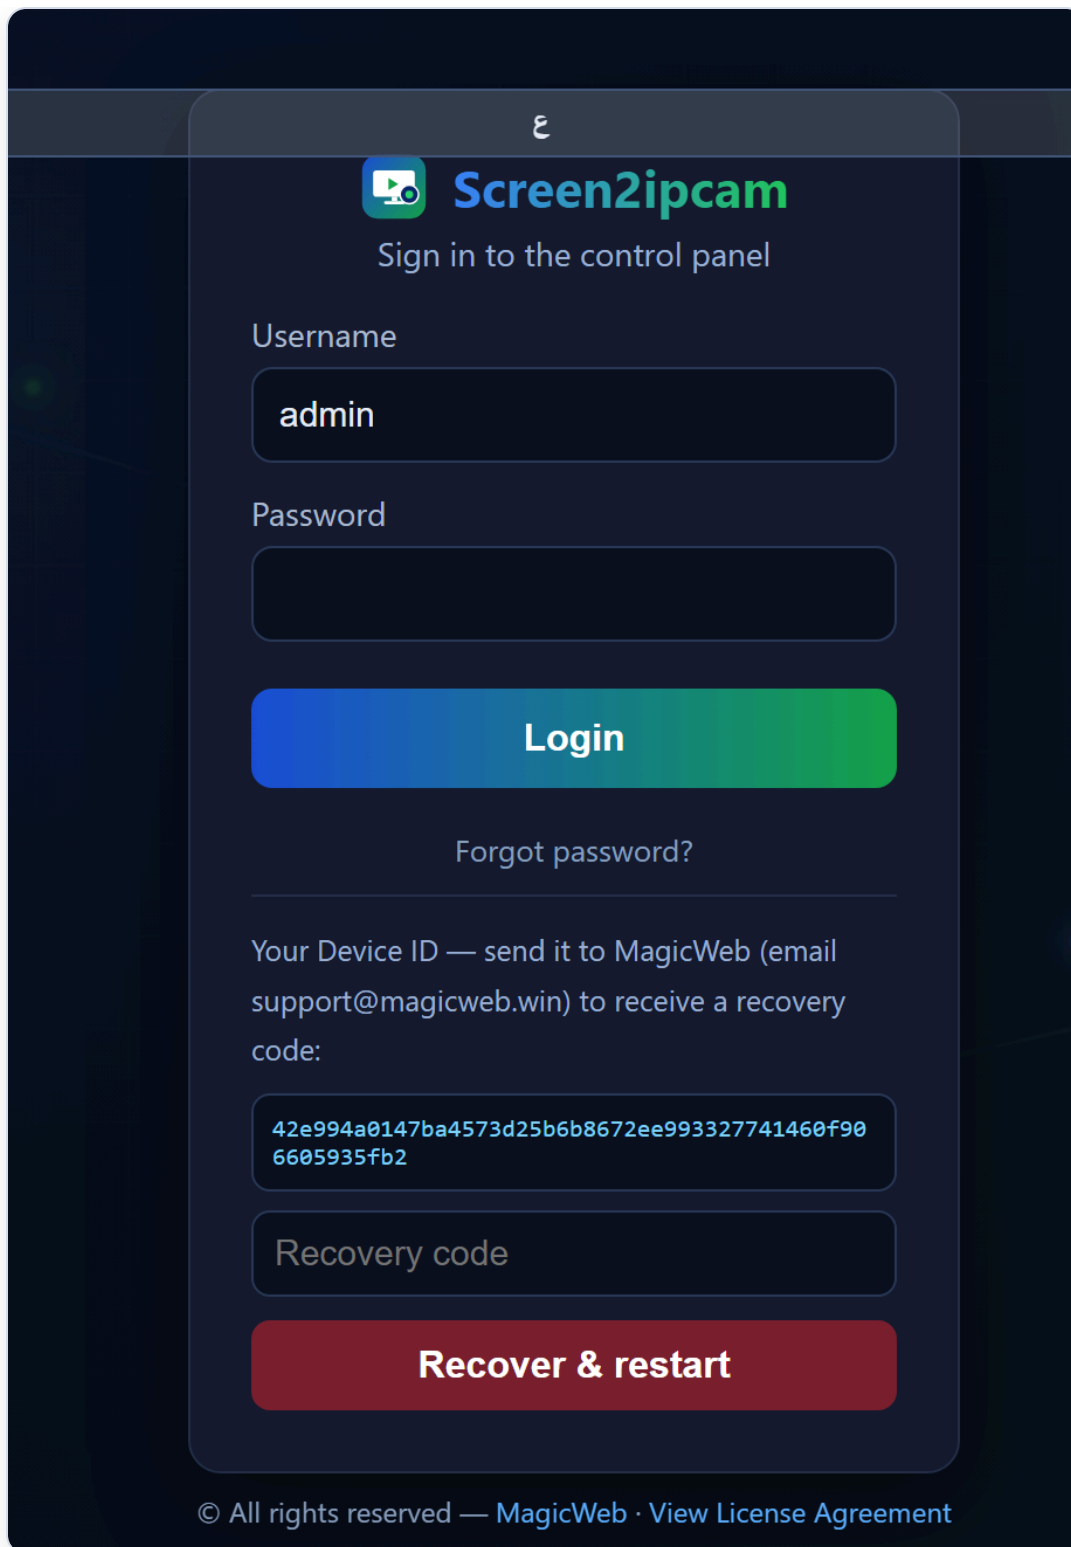 ع
Screen2ipcam
Sign in to the control panel
Username
admin
Password
Login
Forgot password?
Your Device ID — send it to MagicWeb (email
support@magicweb.win) to receive a recovery
code:
42e994a0147ba4573d25b6b8672ee993327741460f90
6605935fb2
Recovery code
Recover & restart
© All rights reserved — MagicWeb · View License Agreement